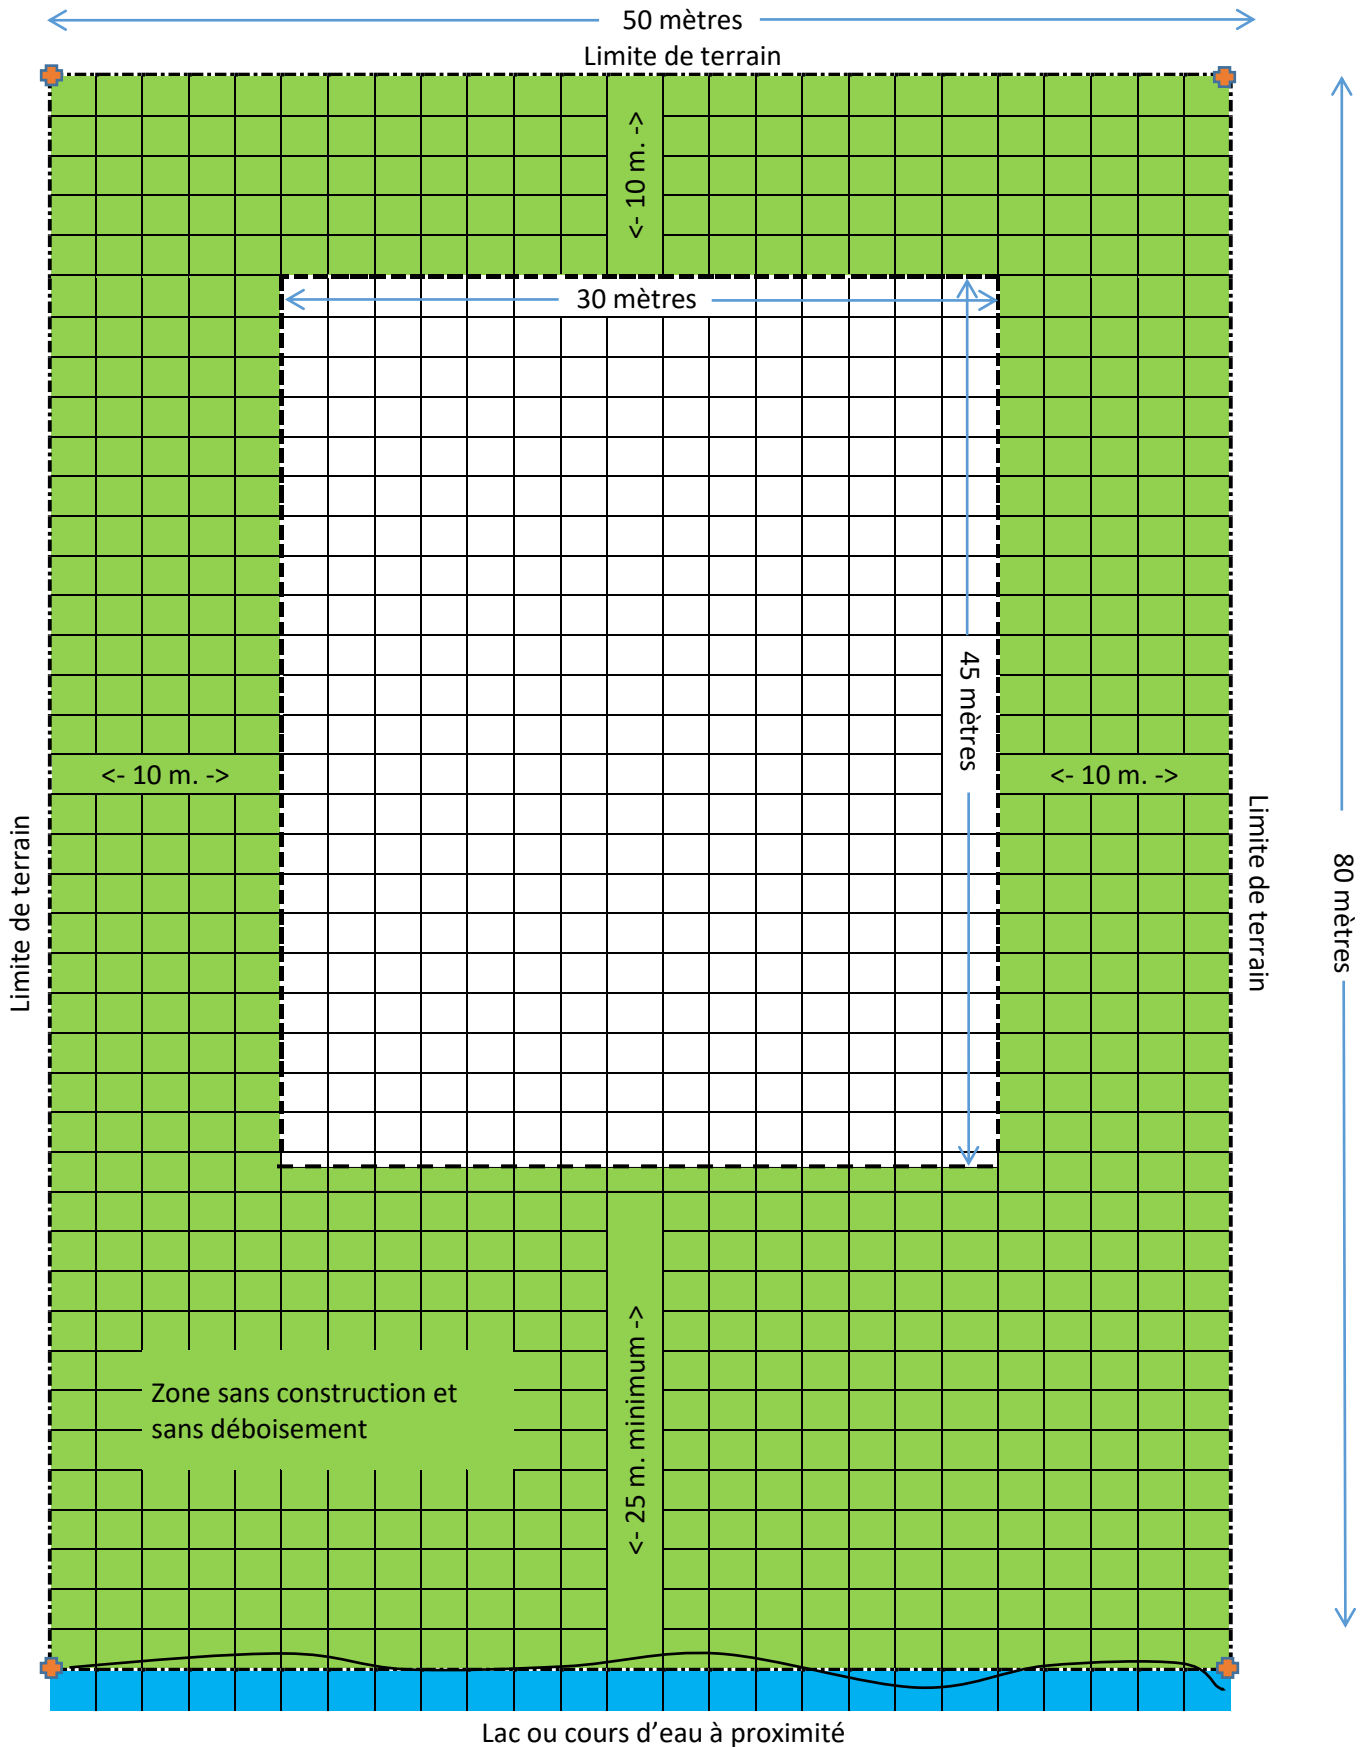 50 mètres
Limite de terrain
<- 10 m. ->
30 mètres
45 mètres
<- 10 m. ->
<- 10 m. ->
Limite de terrain
Limite de terrain
80 mètres
<- 25 m. minimum ->
Zone sans construction et
sans déboisement
Lac ou cours d’eau à proximité